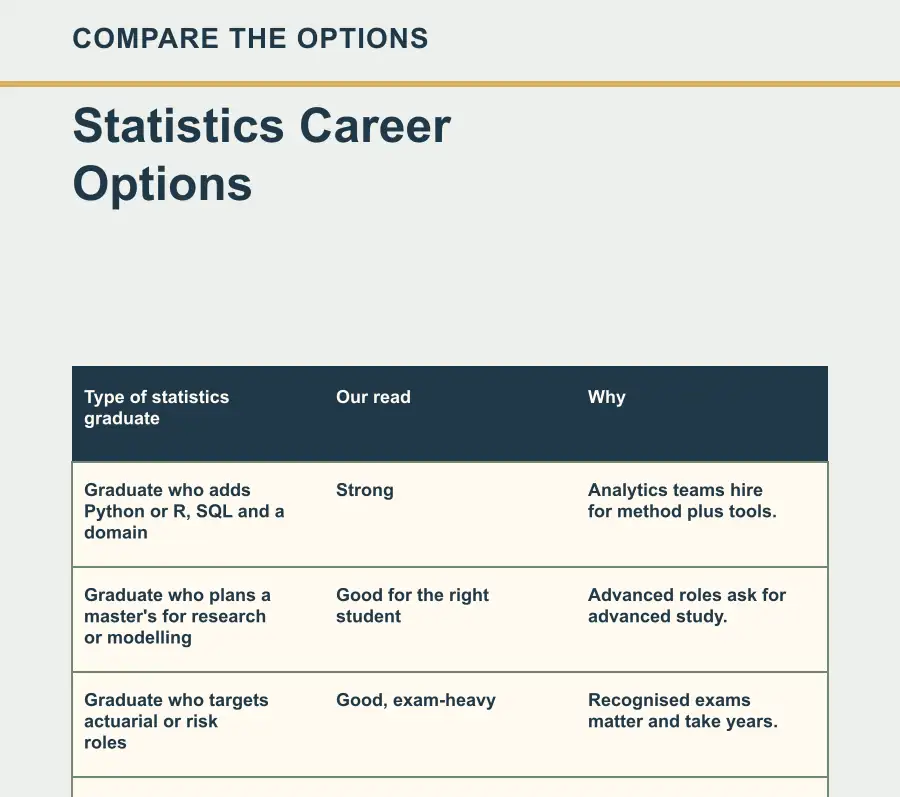 COMPARE THE OPTIONS
Statistics Career
Options
Type of statistics
graduate
Our read
Why
Graduate who adds
Python or R, SQL and a
domain
Strong
Analytics teams hire
for method plus tools.
Graduate who plans a
master's for research
or modelling
Good for the right
student
Advanced roles ask for
advanced study.
Graduate who targets
actuarial or risk
roles
Good, exam-heavy
Recognised exams
matter and take years.